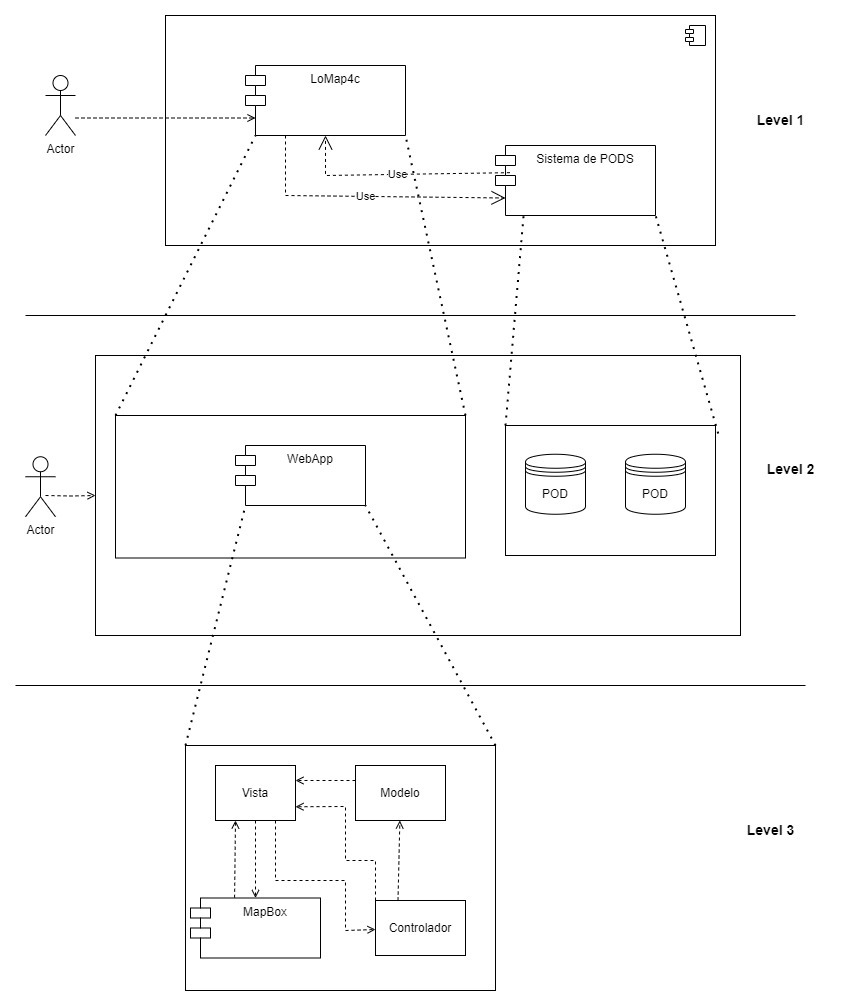 LoMap4c
Level 1
Actor
Sistema de PODS
Use
Use
WebApp
Level 2
POD
POD
Actor
Vista
Modelo
Level 3
MapBox
Controlador